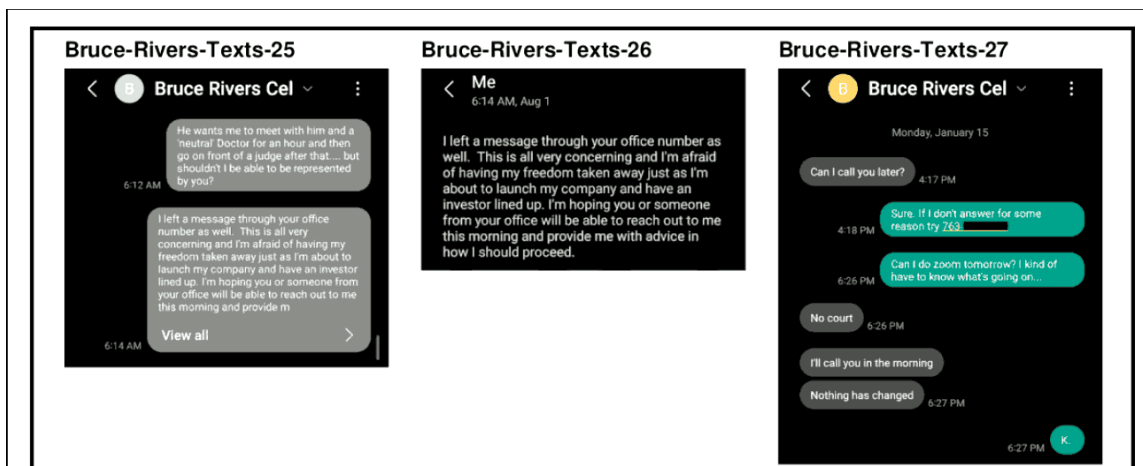 Bruce-Rivers-Texts-25
B Bruce Rivers Cel
He wants me to meet with him and a
'neutral' Doctor for an hour and then
go on front of a judge after that.... but
shouldn't I be able to be represented
by you?
6:12 AM
I left a message through your office
number as well. This is all very
concerning and I'm afraid of having my
freedom taken away just as I'm about to
launch my company and have an investor
lined up. I'm hoping you or someone from
your office will be able to reach out to me
this morning and provide m
View all
6:14 AM
Bruce-Rivers-Texts-26
Me
6:14 AM, Aug 1
I left a message through your office number as
well. This is all very concerning and I'm afraid
of having my freedom taken away just as I'm
about to launch my company and have an
investor lined up. I'm hoping you or someone
from your office will be able to reach out to me
this morning and provide me with advice in
how I should proceed.
Bruce-Rivers-Texts-27
B Bruce Rivers Cel
Monday, January 15
Can I call you later?
4:17 PM
Sure. If I don't answer for some
reason try 763
4:18 PM
Can I do zoom tomorrow? I kind of
have to know what's going on...
6:26 PM
No court
6:26 PM
I'll call you in the morning
Nothing has changed
6:27 PM
K.
6:27 PM